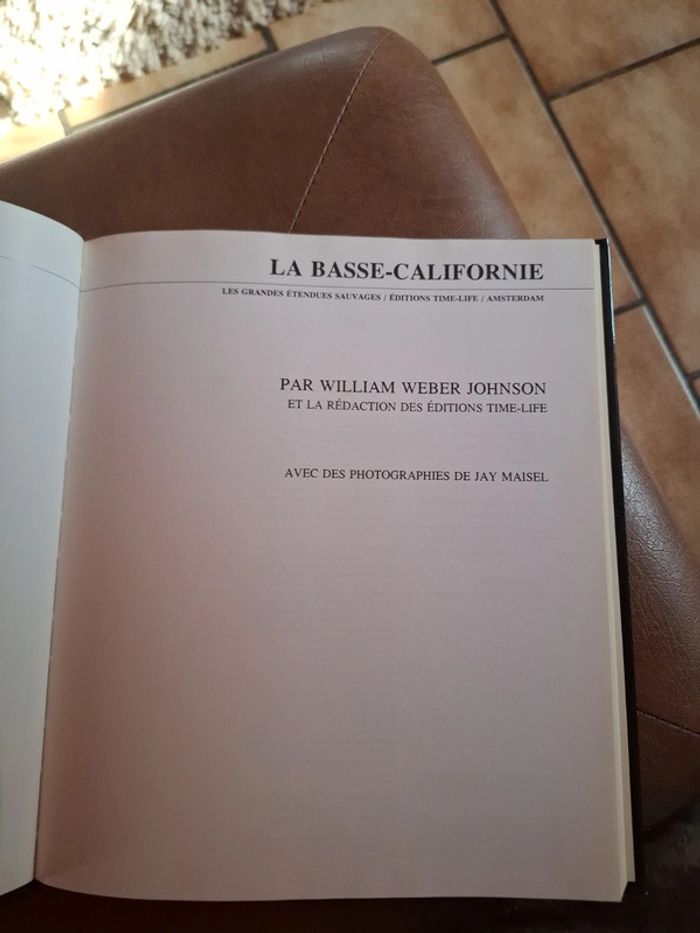 LA BASSE-CALIFORNIE
LES GRANDES ÉTENDUES SAUVAGES / ÉDITIONS TIME-LIFE / AMSTERDAM
PAR WILLIAM WEBER JOHNSON
ET LA RÉDACTION DES ÉDITIONS TIME-LIFE
AVEC DES PHOTOGRAPHIES DE JAY MAISEL